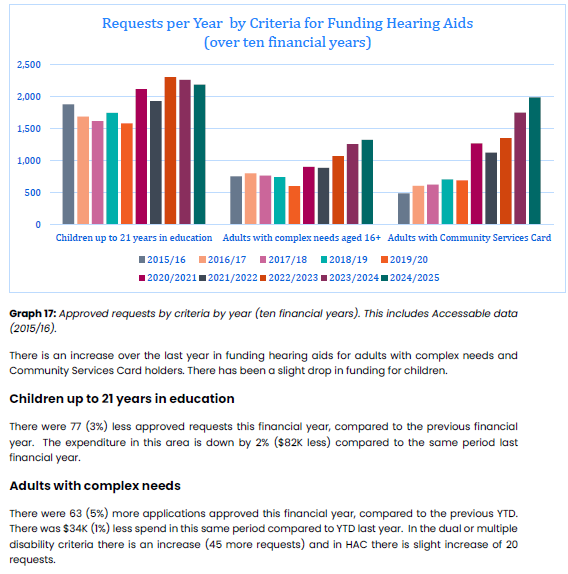 Requests per Year by Criteria for Funding Hearing Aids
(over ten financial years)
2,500
2,000
1,500
1,000
500
0
Children up to 21 years in education Adults with complex needs aged 16+ Adults with Community Services Card
2015/16 2016/17 2017/18 2018/19 2019/20
2020/2021 2021/2022 2022/2023 2023/2024 2024/2025
Graph 17: Approved requests by criteria by year (ten financial years). This includes Accessable data
(2015/16).
There is an increase over the last year in funding hearing aids for adults with complex needs and
Community Services Card holders. There has been a slight drop in funding for children.
Children up to 21 years in education
There were 77 (3%) less approved requests this financial year, compared to the previous financial
year. The expenditure in this area is down by 2% ($82K less) compared to the same period last
financial year.
Adults with complex needs
There were 63 (5%) more applications approved this financial year, compared to the previous YTD.
There was $34K (1%) less spend in this same period compared to YTD last year. In the dual or multiple
disability criteria there is an increase (45 more requests) and in HAC there is slight increase of 20
requests.